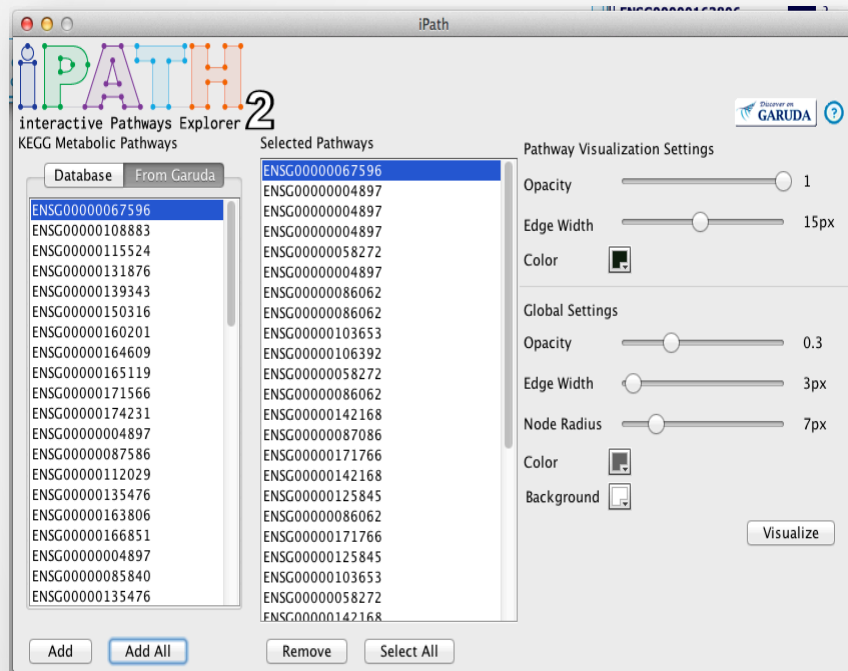 ENSG00000163806
iPath
iPATH2
interactive Pathways Explorer
Discover on
GARUDA
?
KEGG Metabolic Pathways
Database
From Garuda
ENSG00000067596
ENSG00000108883
ENSG00000115524
ENSG00000131876
ENSG00000139343
ENSG00000150316
ENSG00000160201
ENSG00000164609
ENSG00000165119
ENSG00000171566
ENSG00000174231
ENSG00000004897
ENSG00000087586
ENSG00000112029
ENSG00000135476
ENSG00000163806
ENSG00000166851
ENSG00000004897
ENSG00000085840
ENSG00000135476
Add
Add All
Selected Pathways
ENSG00000067596
ENSG00000004897
ENSG00000004897
ENSG00000004897
ENSG00000058272
ENSG00000004897
ENSG00000086062
ENSG00000086062
ENSG00000103653
ENSG00000106392
ENSG00000058272
ENSG00000086062
ENSG00000142168
ENSG00000087086
ENSG00000171766
ENSG00000142168
ENSG00000125845
ENSG00000086062
ENSG00000171766
ENSG00000125845
ENSG00000103653
ENSG00000058272
ENSG00000142168
Remove
Select All
Pathway Visualization Settings
Opacity 1
Edge Width 15px
Color
Global Settings
Opacity 0.3
Edge Width 3px
Node Radius 7px
Color
Background
Visualize